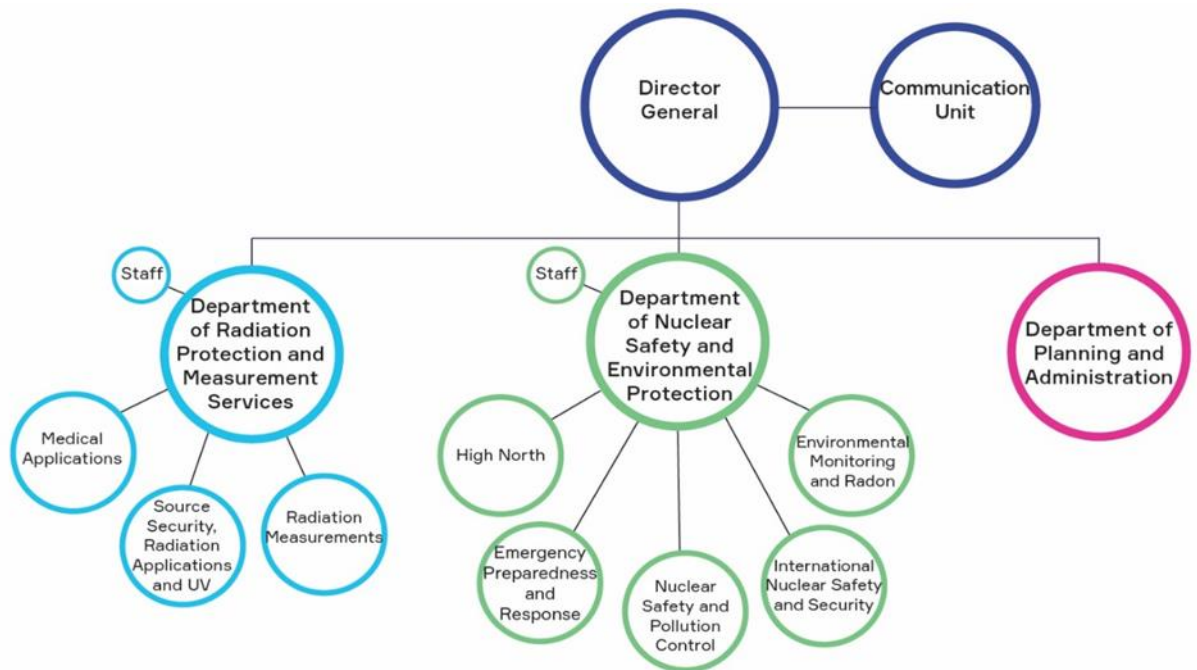 Director
General
Communication
Unit
Staff
Department
of Radiation
Protection and
Measurement
Services
Staff
Department
of Nuclear
Safety and
Environmental
Protection
Department of
Planning and
Administration
Medical
Applications
Source
Security,
Radiation
Applications
and UV
Radiation
Measurements
High North
Emergency
Preparedness
and
Response
Nuclear
Safety and
Pollution
Control
International
Nuclear Safety
and Security
Environmental
Monitoring
and Radon